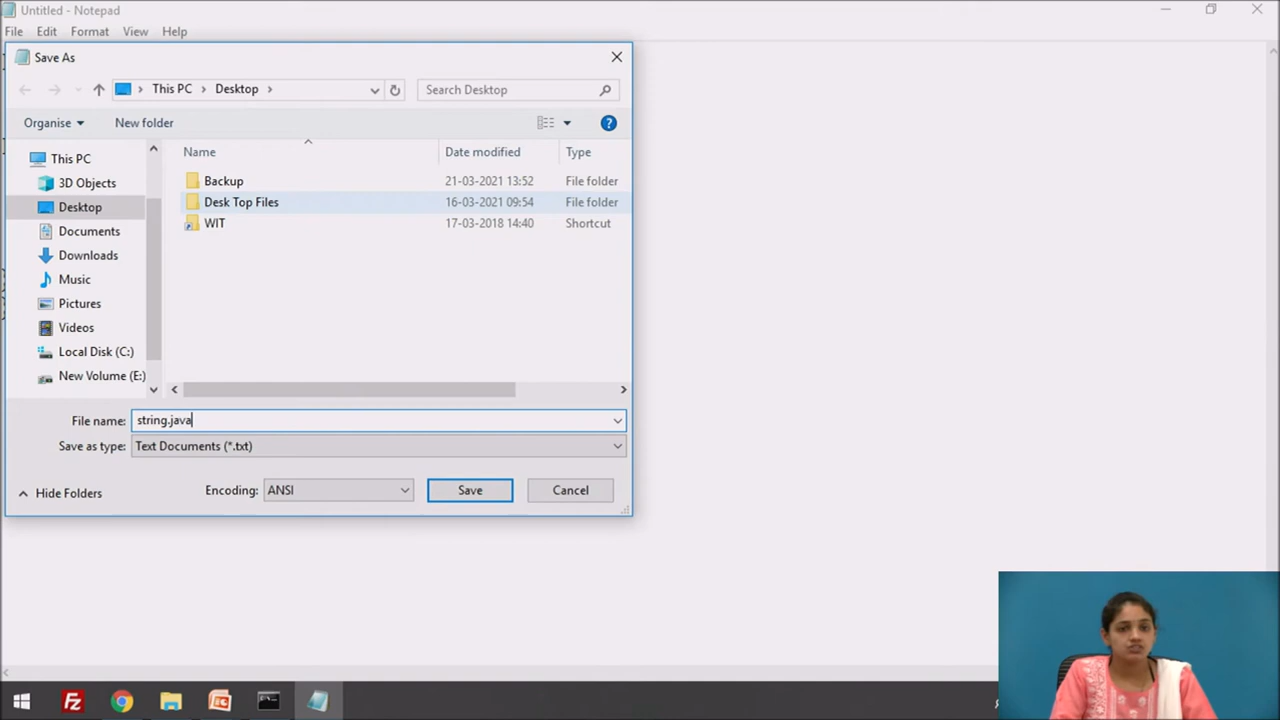 Untitled - Notepad
File Edit Format View Help
Save As
This PC Desktop
Search Desktop
Organise New folder
This PC
3D Objects
Desktop
Documents
Downloads
Music
Pictures
Videos
Local Disk (C:)
New Volume (E:)
Name Date modified Type
Backup 21-03-2021 13:52 File folder
Desk Top Files 16-03-2021 09:54 File folder
WIT 17-03-2018 14:40 Shortcut
File name: string.java
Save as type: Text Documents (*.txt)
Hide Folders Encoding: ANSI Save Cancel